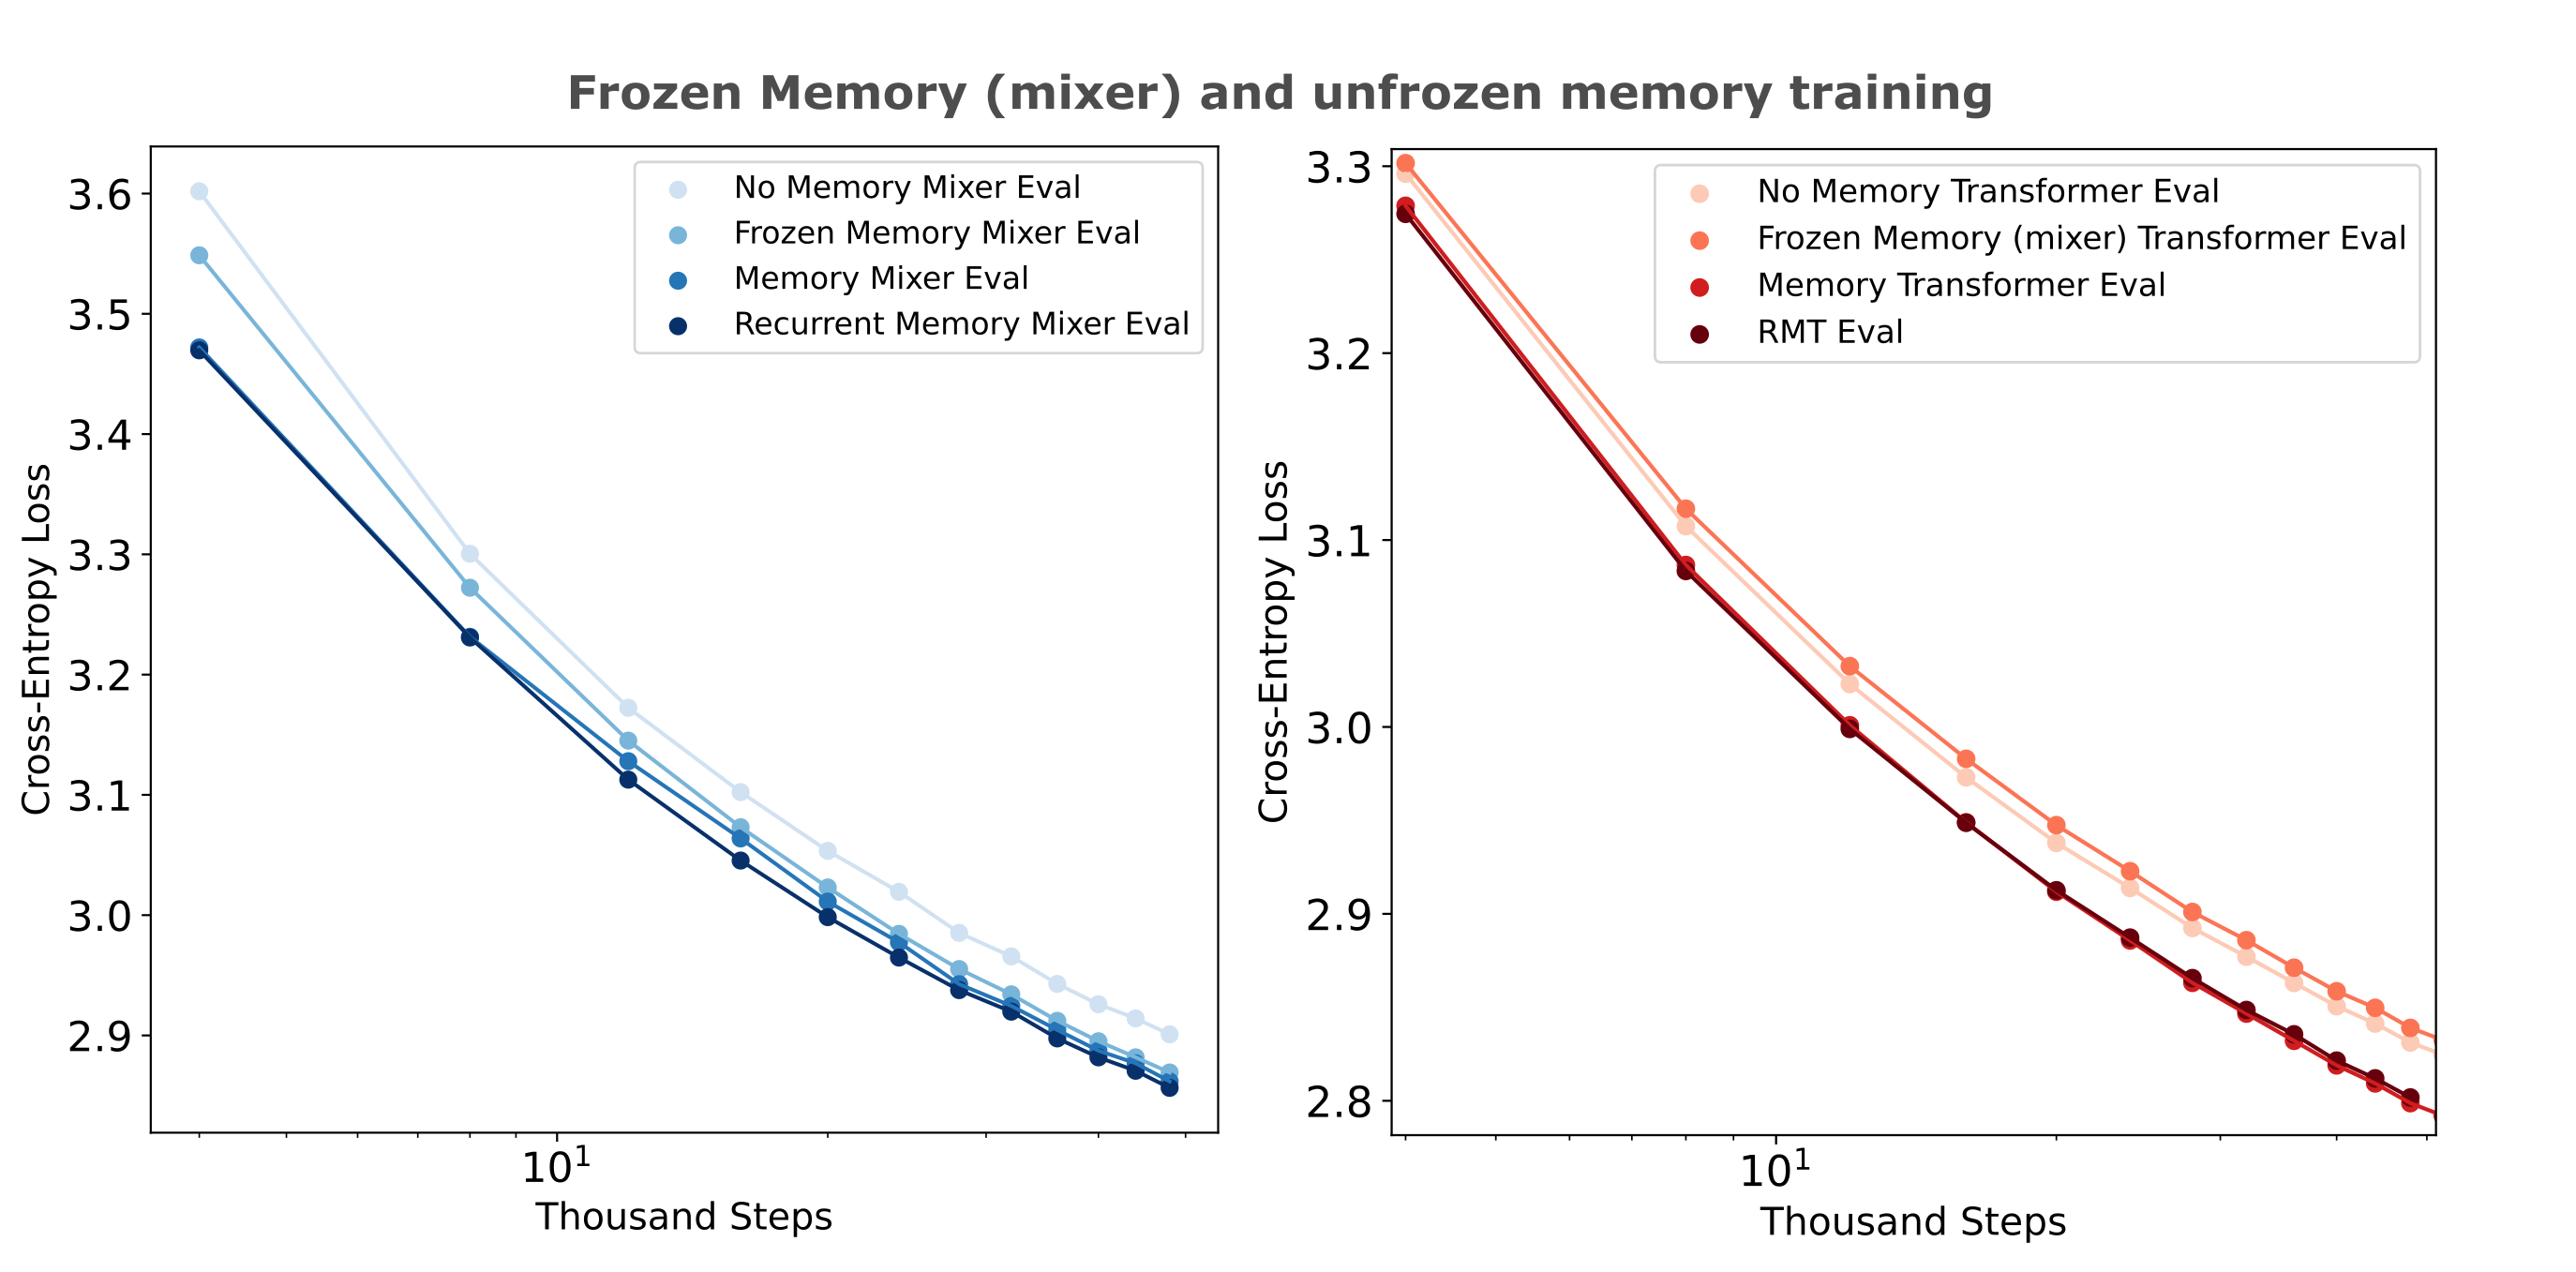 Frozen Memory (mixer) and unfrozen memory training
Cross-Entropy Loss
3.6
3.5
3.4
3.3
3.2
3.1
3.0
2.9
No Memory Mixer Eval
Frozen Memory Mixer Eval
Memory Mixer Eval
Recurrent Memory Mixer Eval
10¹
Thousand Steps
Cross-Entropy Loss
3.3
3.2
3.1
3.0
2.9
2.8
No Memory Transformer Eval
Frozen Memory (mixer) Transformer Eval
Memory Transformer Eval
RMT Eval
10¹
Thousand Steps